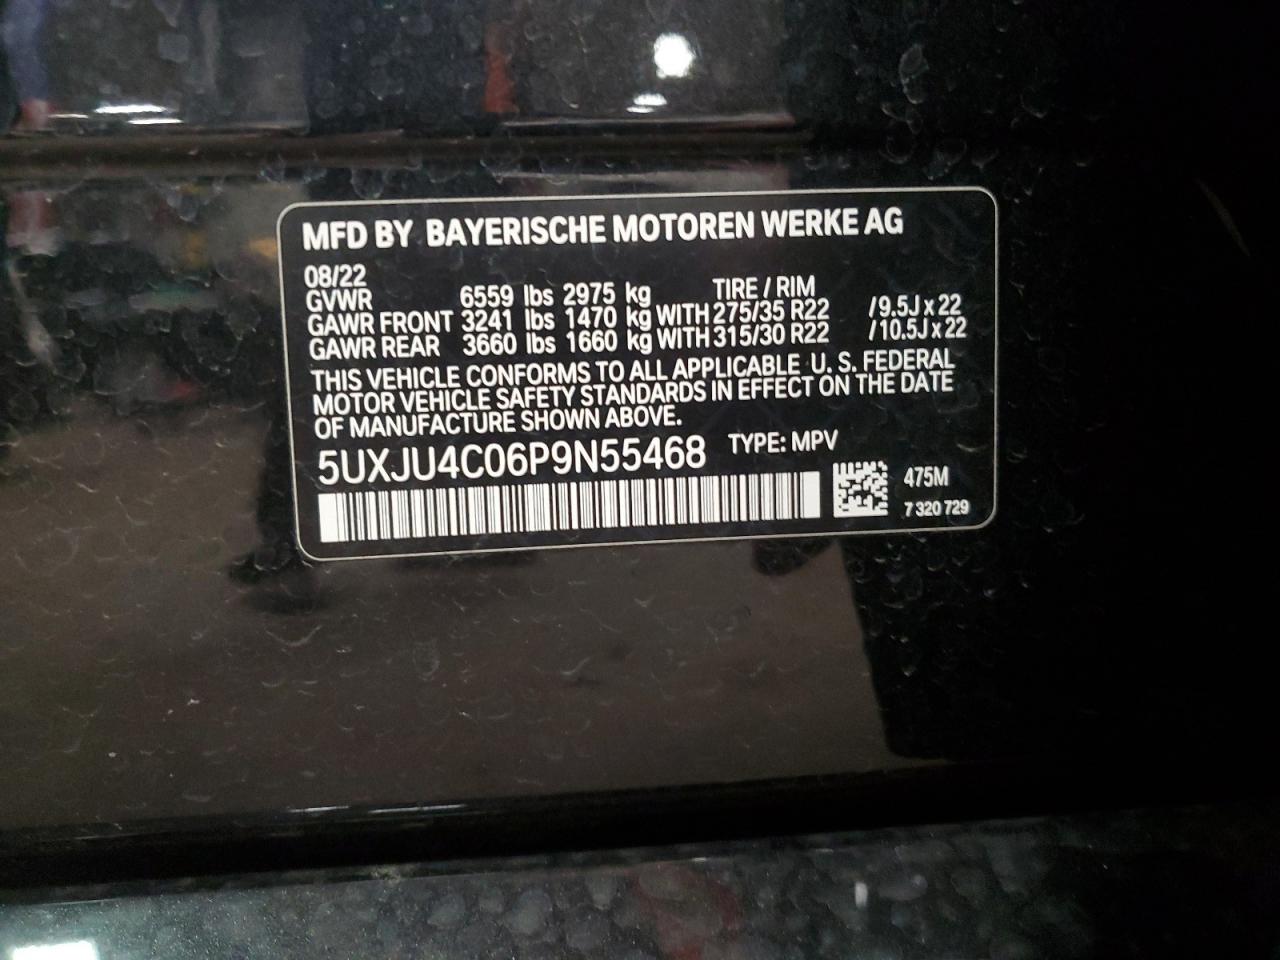 MFD BY BAYERISCHE MOTOREN WERKE AG
08/22
GVWR 6559 lbs 2975 kg TIRE / RIM
GAWR FRONT 3241 lbs 1470 kg WITH 275/35 R22 /9.5J x 22
GAWR REAR 3660 lbs 1660 kg WITH 315/30 R22 /10.5J x 22
THIS VEHICLE CONFORMS TO ALL APPLICABLE U. S. FEDERAL
MOTOR VEHICLE SAFETY STANDARDS IN EFFECT ON THE DATE
OF MANUFACTURE SHOWN ABOVE.
5UXJU4C06P9N55468 TYPE: MPV
475M
7 320 729